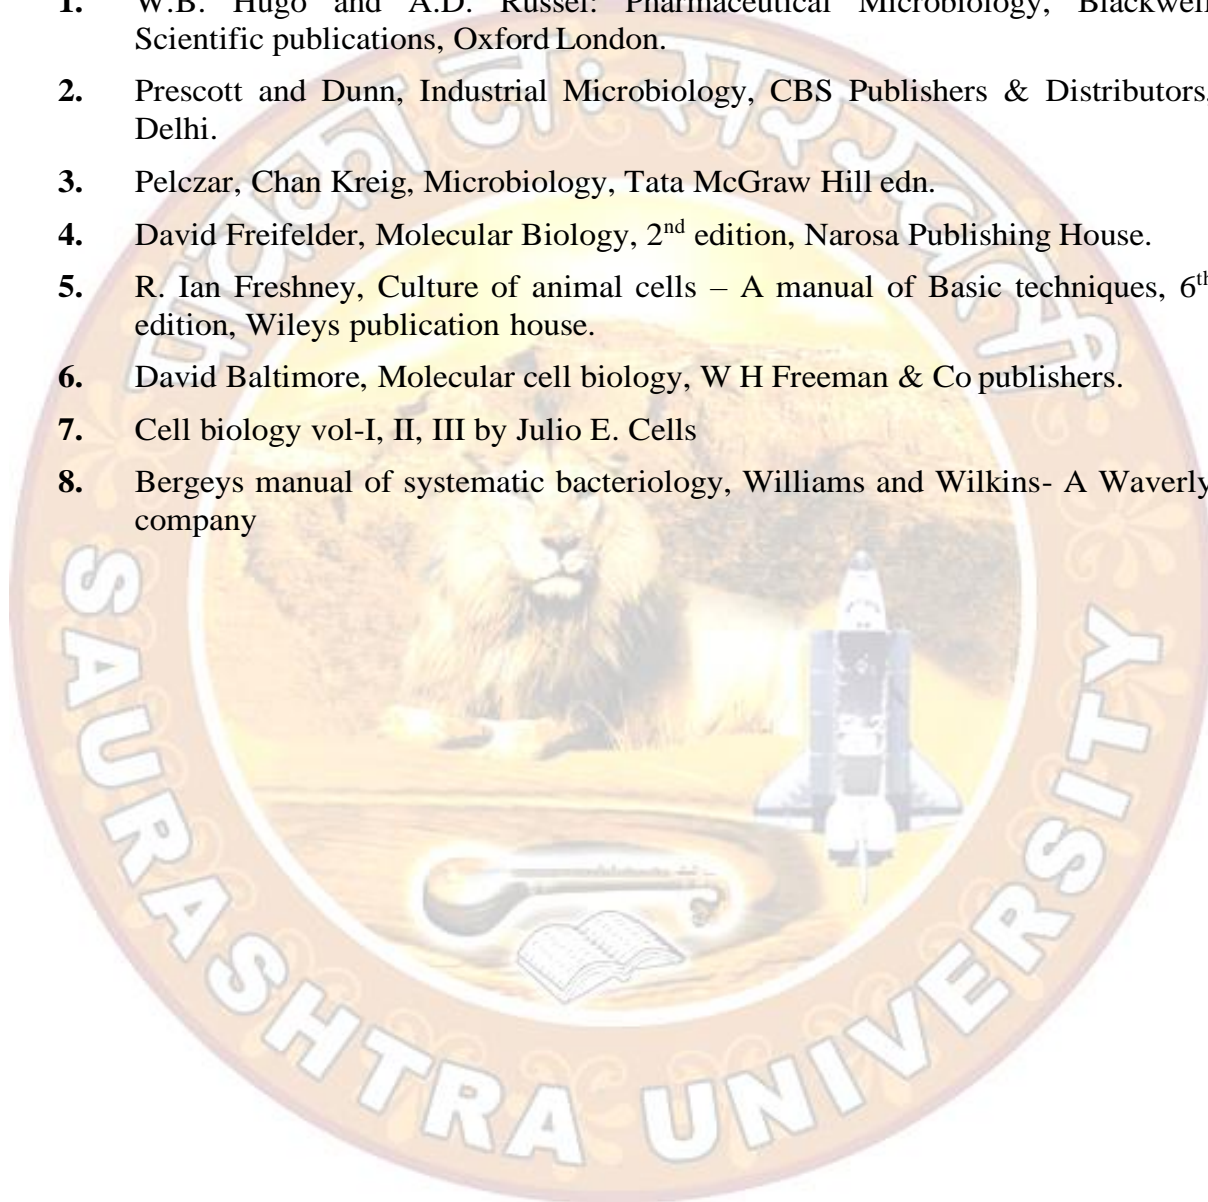 1. W.B. Hugo and A.D. Russel: Pharmaceutical Microbiology, Blackwell
Scientific publications, Oxford London.
2. Prescott and Dunn, Industrial Microbiology, CBS Publishers & Distributors,
Delhi.
3. Pelczar, Chan Kreig, Microbiology, Tata McGraw Hill edn.
4. David Freifelder, Molecular Biology, 2nd edition, Narosa Publishing House.
5. R. Ian Freshney, Culture of animal cells – A manual of Basic techniques, 6th
edition, Wileys publication house.
6. David Baltimore, Molecular cell biology, W H Freeman & Co publishers.
7. Cell biology vol-I, II, III by Julio E. Cells
8. Bergeys manual of systematic bacteriology, Williams and Wilkins- A Waverly
company
SAURASHTRA UNIVERSITY